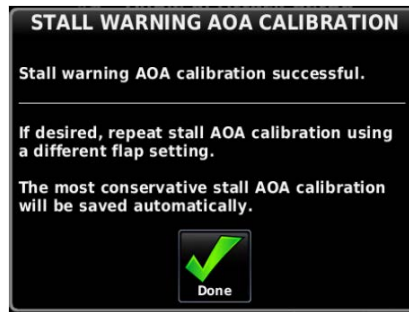 STALL WARNING AOA CALIBRATION
Stall warning AOA calibration successful.
If desired, repeat stall AOA calibration using
a different flap setting.
The most conservative stall AOA calibration
will be saved automatically.
Done